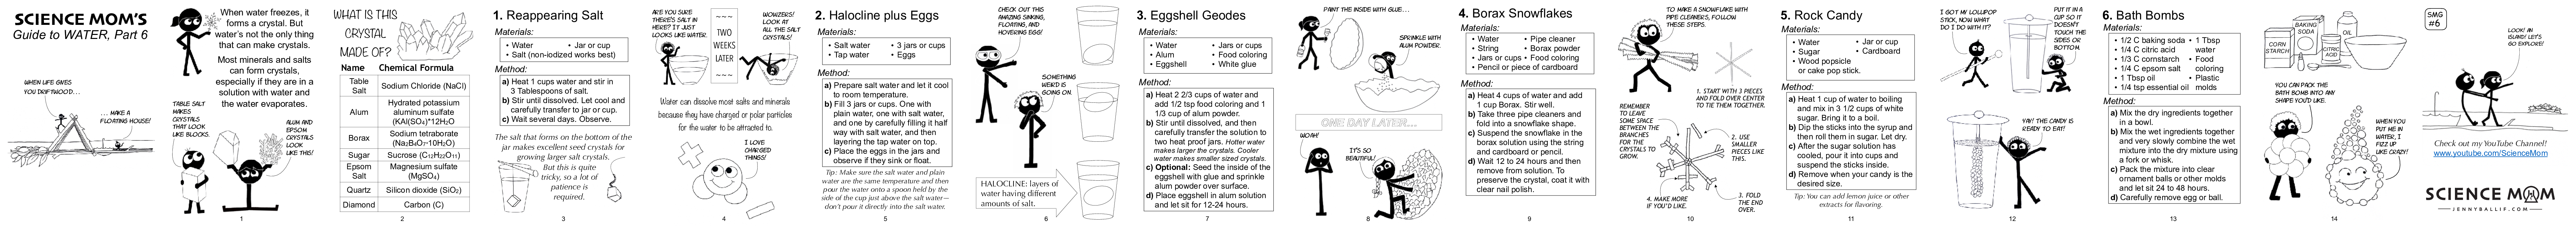 SCIENCE MOM'S
Guide to WATER, Part 6
WHEN LIFE GIVES
YOU DRIFTWOOD...
...MAKE A
FLOATING HOUSE!
When water freezes, it
forms a crystal. But
water's not the only thing
that can make crystals.
Most minerals and salts
can form crystals,
especially if they are in a
solution with water and
the water evaporates.
TABLE SALT
MAKES
CRYSTALS
THAT LOOK
LIKE BLOCKS.
ALUM AND
EPSOM
CRYSTALS
LOOK
LIKE THIS!
1
WHAT IS THIS
CRYSTAL
MADE OF?
Name Chemical Formula
Table
Salt
Sodium Chloride (NaCl)
Alum
Hydrated potassium
aluminum sulfate
(KAl(SO₄)*12H₂O
Borax
Sodium tetraborate
(Na₂B4O₇·10H₂O)
Sugar
Sucrose (C₁₂H₂₂O₁₁)
Epsom
Salt
Magnesium sulfate
(MgSO₄)
Quartz
Silicon dioxide (SiO₂)
Diamond
Carbon (C)
2
1. Reappearing Salt
Materials:
• Water • Jar or cup
• Salt (non-iodized works best)
Method:
a) Heat 1 cups water and stir in
3 Tablespoons of salt.
b) Stir until dissolved. Let cool and
carefully transfer to jar or cup.
c) Wait several days. Observe.
The salt that forms on the bottom of the
jar makes excellent seed crystals for
growing larger salt crystals.
But this is quite
tricky, so a lot of
patience is
required.
3
ARE YOU SURE
THERE'S SALT IN
HERE? IT JUST
LOOKS LIKE WATER.
~~~
TWO
WEEKS
LATER
~~~
WOWZERS!
LOOK AT
ALL THE SALT
CRYSTALS!
Water can dissolve most salts and minerals
because they have charged or polar particles
for the water to be attracted to.
I LOVE
CHARGED
THINGS!
4
2. Halocline plus Eggs
Materials:
• Salt water • 3 jars or cups
• Tap water • Eggs
Method:
a) Prepare salt water and let it cool
to room temperature.
b) Fill 3 jars or cups. One with
plain water, one with salt water,
and one by carefully filling it half
way with salt water, and then
layering the tap water on top.
c) Place the eggs in the jars and
observe if they sink or float.
Tip: Make sure the salt water and plain
water are the same temperature and then
pour the water onto a spoon held by the
side of the cup just above the salt water—
don't pour it directly into the salt water.
5
CHECK OUT THIS
AMAZING SINKING,
FLOATING, AND
HOVERING EGG!
SOMETHING
WEIRD IS
GOING ON.
HALOCLINE: layers of
water having different
amounts of salt.
6
3. Eggshell Geodes
Materials:
• Water • Jars or cups
• Alum • Food coloring
• Eggshell • White glue
Method:
a) Heat 2 2/3 cups of water and
add 1/2 tsp food coloring and 1
1/3 cup of alum powder.
b) Stir until dissolved, and then
carefully transfer the solution to
two heat proof jars. Hotter water
makes larger crystals. Cooler
water makes smaller sized crystals.
c) Optional: Seed the inside of the
eggshell with glue and sprinkle
alum powder over surface.
d) Place eggshell in alum solution
and let sit for 12-24 hours.
7
PAINT THE INSIDE WITH GLUE...
SPRINKLE WITH
ALUM POWDER.
ONE DAY LATER...
WOAH!
IT'S SO
BEAUTIFUL!
8
4. Borax Snowflakes
Materials:
• Water • Pipe cleaner
• String • Borax powder
• Jars or cups • Food coloring
• Pencil or piece of cardboard
Method:
a) Heat 4 cups of water and add
1 cup Borax. Stir well.
b) Take three pipe cleaners and
fold into a snowflake shape.
c) Suspend the snowflake in the
borax solution using the string
and cardboard or pencil.
d) Wait 12 to 24 hours and then
remove from solution. To
preserve the crystal, coat it with
clear nail polish.
9
TO MAKE A SNOWFLAKE WITH
PIPE CLEANERS, FOLLOW
THESE STEPS.
1. START WITH 3 PIECES
AND FOLD OVER CENTER
TO TIE THEM TOGETHER.
REMEMBER
TO LEAVE
SOME SPACE
BETWEEN THE
BRANCHES
FOR THE
CRYSTALS TO
GROW.
2. USE
SMALLER
PIECES LIKE
THIS.
3. FOLD
THE END
OVER.
4. MAKE MORE
IF YOU'D LIKE.
10
5. Rock Candy
Materials:
• Water • Jar or cup
• Sugar • Cardboard
• Wood popsicle
or cake pop stick.
Method:
a) Heat 1 cup of water to boiling
and mix in 3 1/2 cups of white
sugar. Bring it to a boil.
b) Dip the sticks into the syrup and
then roll them in sugar. Let dry.
c) After the sugar solution has
cooled, pour it into cups and
suspend the sticks inside.
d) Remove when your candy is the
desired size.
Tip: You can add lemon juice or other
extracts for flavoring.
11
I GOT MY LOLLIPOP
STICK, NOW WHAT
DO I DO WITH IT?
PUT IT IN A
CUP SO IT
DOESN'T
TOUCH THE
SIDES OR
BOTTOM.
YAY! THE CANDY IS
READY TO EAT!
12
6. Bath Bombs
Materials:
• 1/2 C baking soda • 1 Tbsp
• 1/4 C citric acid water
• 1/3 C cornstarch • Food
• 1/4 C epsom salt coloring
• 1 Tbsp oil • Plastic
• 1/4 tsp essential oil molds
Method:
a) Mix the dry ingredients together
in a bowl.
b) Mix the wet ingredients together
and very slowly combine the wet
mixture into the dry mixture using
a fork or whisk.
c) Pack the mixture into clear
ornament balls or other molds
and let sit 24 to 48 hours.
d) Carefully remove egg or ball.
13
CORN
STARCH
BAKING
SODA
CITRIC
ACID
OIL
YOU CAN PACK THE
BATH BOMB INTO ANY
SHAPE YOU'D LIKE.
WHEN YOU
PUT ME IN
WATER, I
FIZZ UP
LIKE CRAZY!
14
SMG
#6
LOOK! AN
ISLAND! LET'S
GO EXPLORE!
Check out my YouTube Channel!
www.youtube.com/ScienceMom
SCIENCE MOM
JENNYBALLIF.COM